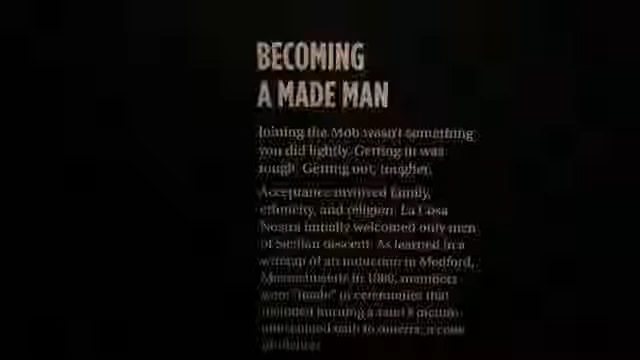 BECOMING
A MADE MAN
Joining the Mob wasn't something
you did lightly. Getting in was
tough. Getting out, tougher.
Acceptance involved family,
ethnicity, and religion. La Cosa
Nostra initially welcomed only men
of Sicilian descent. As learned in a
wiretap of an induction in Medford,
Massachusetts in 1989, members
were "made" in ceremonies that
included burning a saint's picture